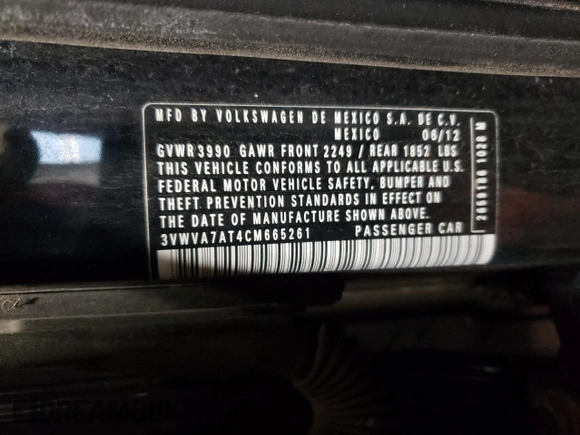 MFD BY VOLKSWAGEN DE MEXICO S.A. DE C.V.
MEXICO 06/12
GVWR 3990 GAWR FRONT 2249 / REAR 1852 LBS
THIS VEHICLE CONFORMS TO ALL APPLICABLE U.S.
FEDERAL MOTOR VEHICLE SAFETY, BUMPER AND
THEFT PREVENTION STANDARDS IN EFFECT ON
THE DATE OF MANUFACTURE SHOWN ABOVE.
3VWVA7AT4CM665261 PASSENGER CAR
DREAMBID